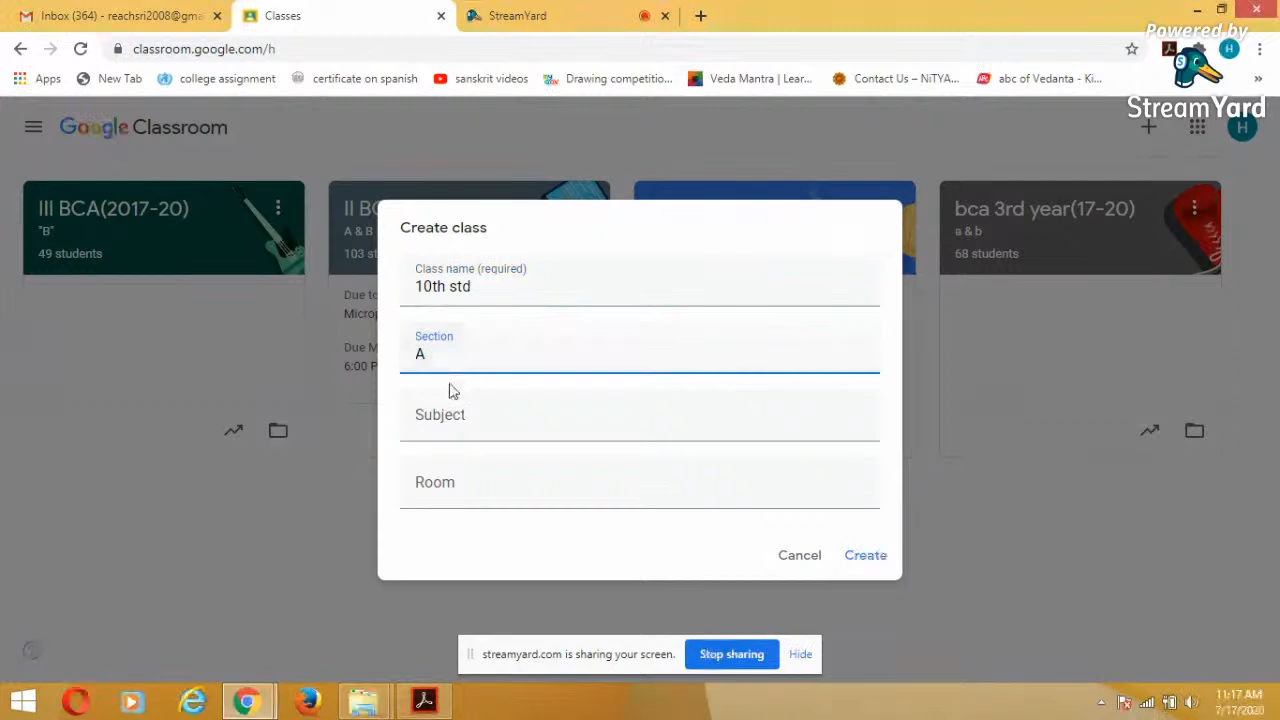 Inbox (364) - reachsri2008@gma
Classes
StreamYard
classroom.google.com/h
Powered by
StreamYard
Apps
New Tab
college assignment
certificate on spanish
sanskrit videos
Drawing competitio...
Veda Mantra | Lear...
Contact Us – NiTYA...
abc of Vedanta - Ki...
»
Google Classroom
H
III BCA(2017-20)
"B"
49 students
II BC
A & B
103 st
Due to
Microp
Due M
6:00 P
bca 3rd year(17-20)
a & b
68 students
Create class
Class name (required)
10th std
Section
A
Subject
Room
Cancel
Create
streamyard.com is sharing your screen.
Stop sharing
Hide
11:17 AM
7/17/2020